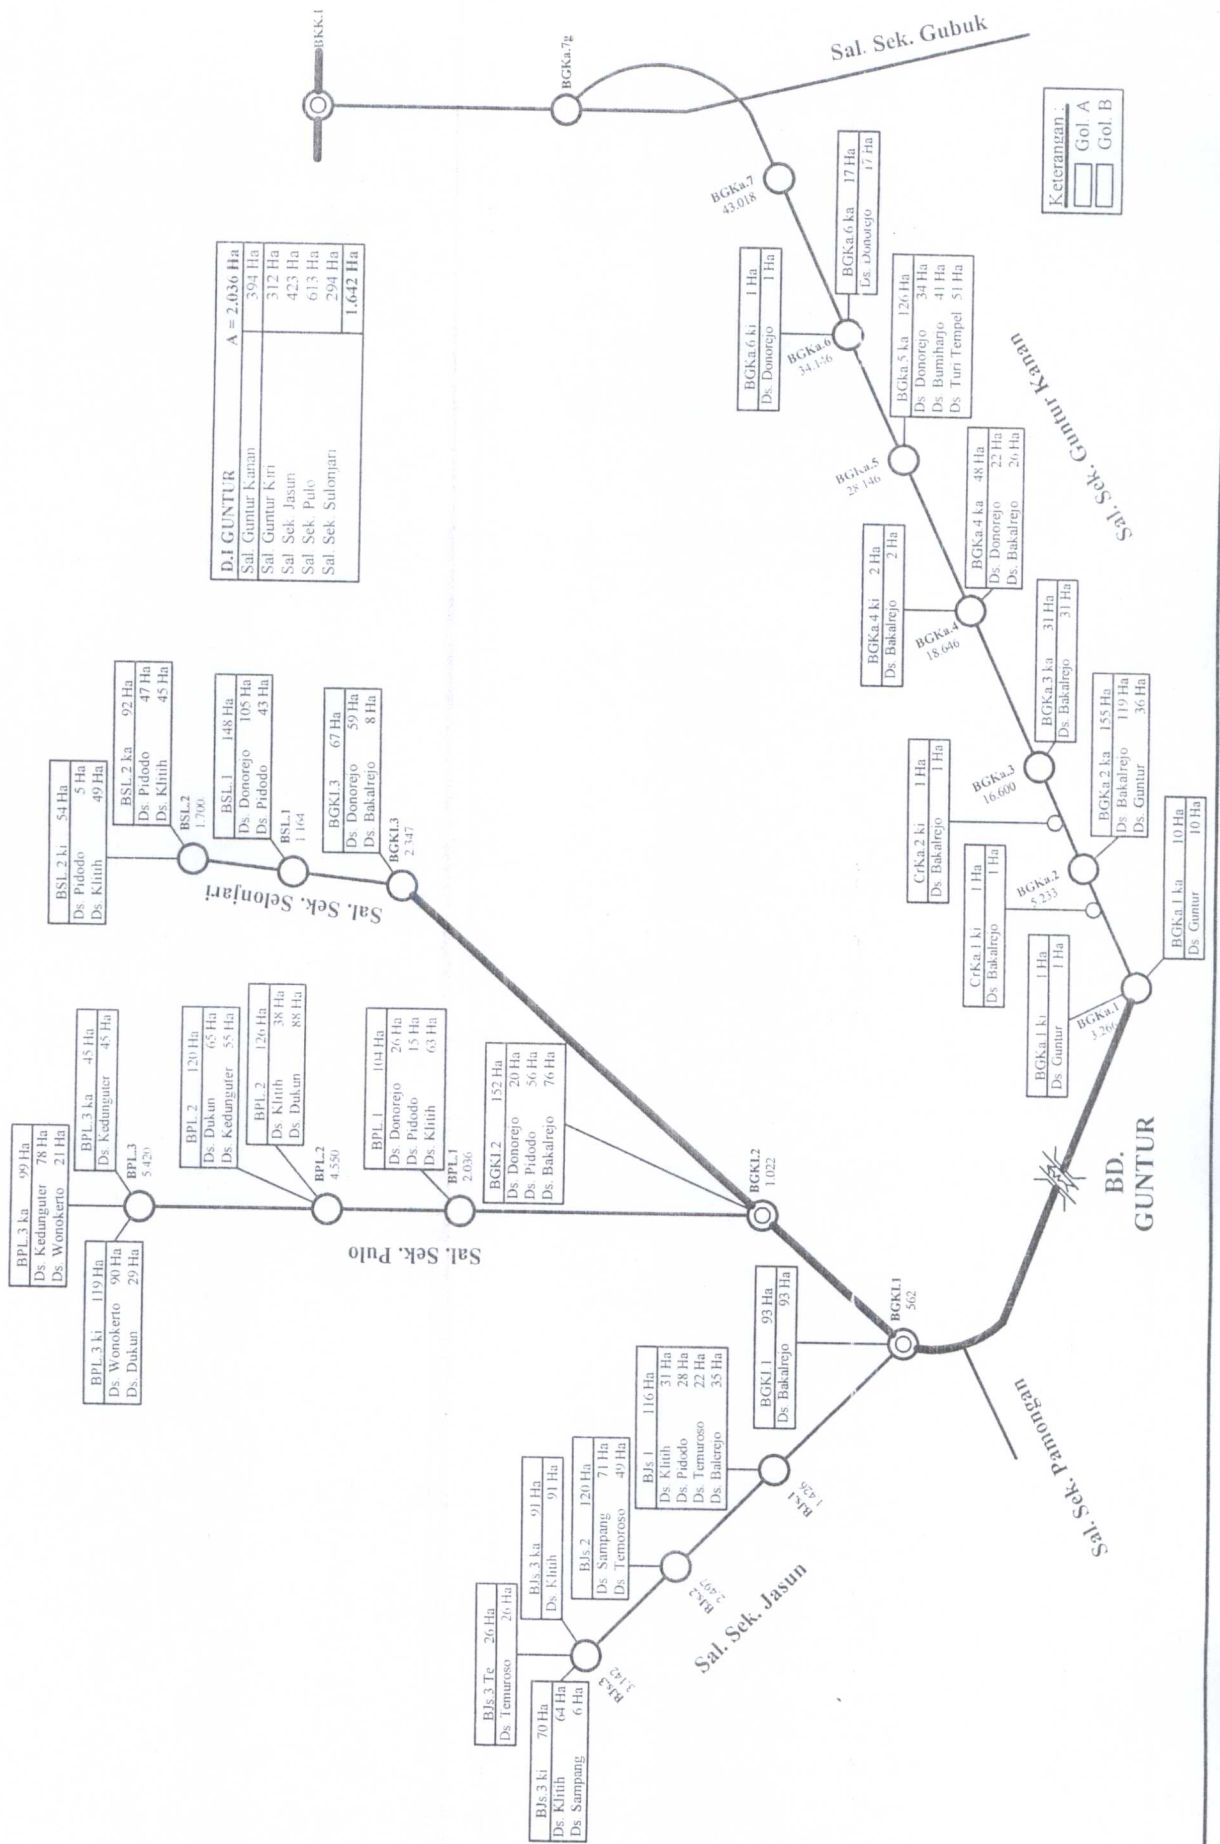 BPL.3 ka 99 Ha
Ds. Kedunguter 78 Ha
Ds. Wonokerto 21 Ha
BPL.3 ki 119 Ha
Ds. Wonokerto 90 Ha
Ds. Dukun 29 Ha
BPL.3 ka 45 Ha
Ds. Kedunguter 45 Ha
BPL.3
5.420
BPL.2 120 Ha
Ds. Dukun 65 Ha
Ds. Kedunguter 55 Ha
BPL.2 126 Ha
Ds. Klitih 38 Ha
Ds. Dukun 88 Ha
BPL.2
4.550
BPL.1 104 Ha
Ds. Donorejo 26 Ha
Ds. Pidodo 15 Ha
Ds. Klitih 63 Ha
BPL.1
2.036
Sal. Sek. Pulo
BSL.2 ki 54 Ha
Ds. Pidodo 5 Ha
Ds. Klitih 49 Ha
BSL.2 ka 92 Ha
Ds. Pidodo 47 Ha
Ds. Klitih 45 Ha
BSL.2
1.700
BSL.1 148 Ha
Ds. Donorejo 105 Ha
Ds. Pidodo 43 Ha
BSL.1
1.164
BGKI.3 67 Ha
Ds. Donorejo 59 Ha
Ds. Bakalrejo 8 Ha
BGKI.3
2.347
Sal. Sek. Selonjari
D.I GUNTUR A = 2.036 Ha
Sal. Guntur Kanan 394 Ha
Sal. Guntur Kiri 312 Ha
Sal. Sek. Jasun 423 Ha
Sal. Sek. Pulo 613 Ha
Sal. Sek. Sulonjari 294 Ha
1.642 Ha
BKK.1
BGKa.7g
Sal. Sek. Gubuk
BJs.3 Te 26 Ha
Ds. Temuroso 26 Ha
BJs.3 ki 70 Ha
Ds. Klitih 64 Ha
Ds. Sampang 6 Ha
BJs.3 ka 91 Ha
Ds. Klitih 91 Ha
BJs.3
3.142
BJs.2 120 Ha
Ds. Sampang 71 Ha
Ds. Temoroso 49 Ha
BJs.2
2.497
BJs.1 116 Ha
Ds. Klitih 31 Ha
Ds. Pidodo 28 Ha
Ds. Temuroso 22 Ha
Ds. Balerejo 35 Ha
BJs.1
1.426
Sal. Sek. Jasun
BGKI.2 152 Ha
Ds. Donorejo 20 Ha
Ds. Pidodo 56 Ha
Ds. Bakalrejo 76 Ha
BGKI.2
1.022
BGKI.1 93 Ha
Ds. Bakalrejo 93 Ha
BGKI.1
562
Sal. Sek. Pamongan
BD.
GUNTUR
BGKa.1 ki 1 Ha
Ds. Guntur 1 Ha
BGKa.1
3.266
BGKa.1 ka 10 Ha
Ds. Guntur 10 Ha
CrKa.1 ki 1 Ha
Ds. Bakalrejo 1 Ha
BGKa.2
5.233
BGKa.2 ka 155 Ha
Ds. Bakalrejo 119 Ha
Ds. Guntur 36 Ha
CrKa.2 ki 1 Ha
Ds. Bakalrejo 1 Ha
BGKa.3
16.600
BGKa.3 ka 31 Ha
Ds. Bakalrejo 31 Ha
BGKa.4 ki 2 Ha
Ds. Bakalrejo 2 Ha
BGKa.4
18.646
BGKa.4 ka 48 Ha
Ds. Donorejo 22 Ha
Ds. Bakalrejo 26 Ha
BGKa.5
28.146
BGKa.5 ka 126 Ha
Ds. Donorejo 34 Ha
Ds. Bumiharjo 41 Ha
Ds. Turi Tempel 51 Ha
BGKa.6 ki 1 Ha
Ds. Donorejo 1 Ha
BGKa.6
BGKa.6 ka 17 Ha
Ds. Donorejo 17 Ha
BGKa.7
43.018
Sal. Sek. Guntur Kanan
Keterangan :
Gol. A
Gol. B